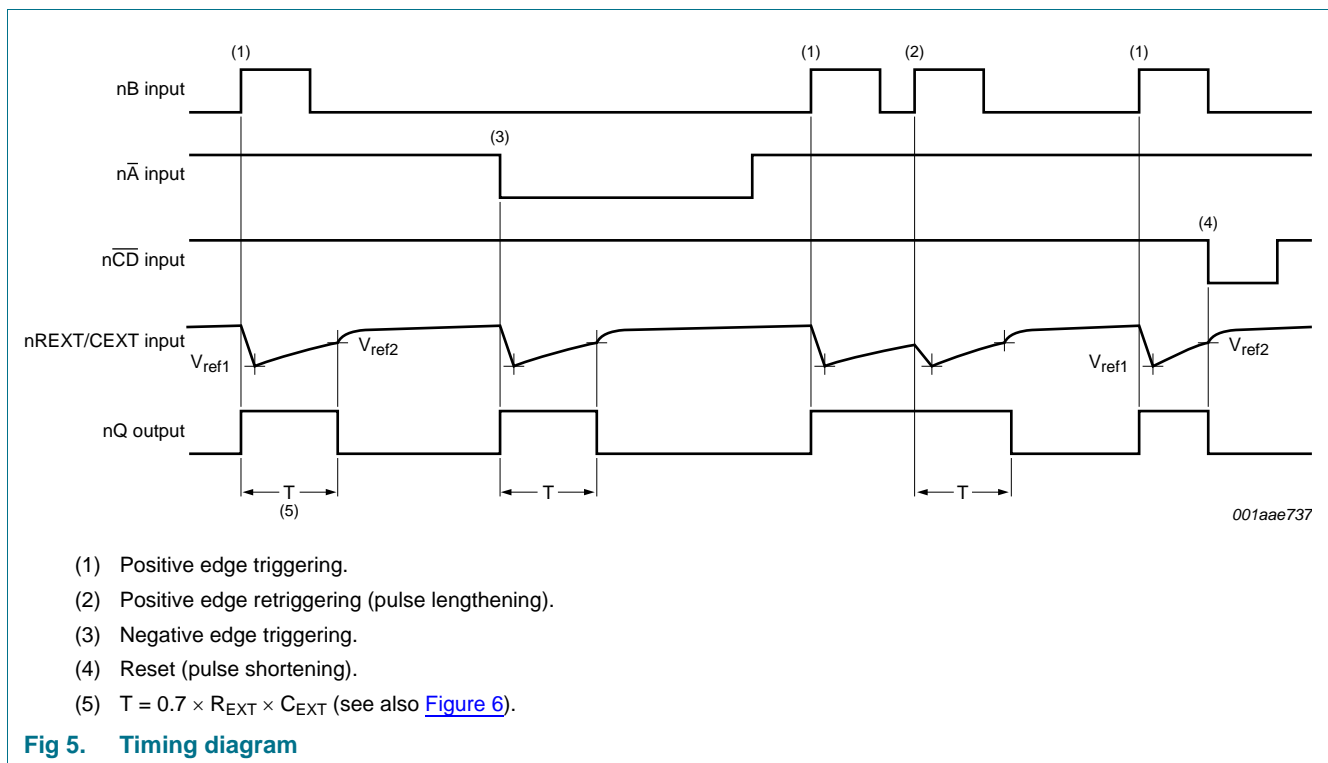 (1) (1) (2) (1)
nB input
(3)
nA̅ input
(4)
nC̅D̅ input
nREXT/CEXT input
Vref1 Vref2 Vref1 Vref2
nQ output
T T T
(5)
001aae737
(1) Positive edge triggering.
(2) Positive edge retriggering (pulse lengthening).
(3) Negative edge triggering.
(4) Reset (pulse shortening).
(5) T = 0.7 × REXT × CEXT (see also Figure 6).
Fig 5. Timing diagram